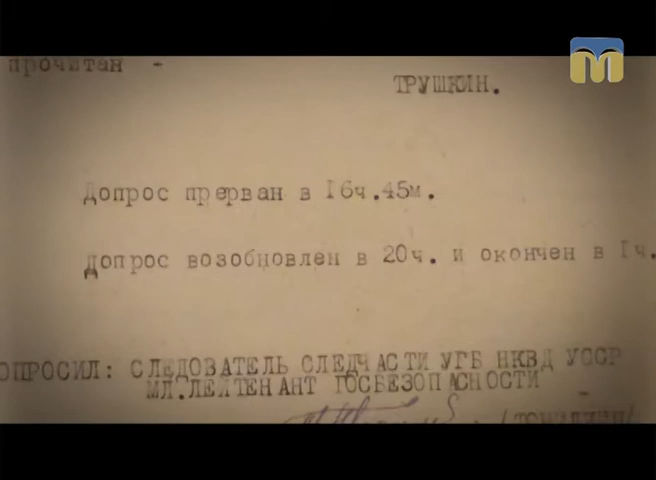 прочитан -
ТРУШКИН.
Допрос прерван в 16ч.45м.
Допрос возобновлен в 20ч. и окончен в 1ч.
ОПРОСИЛ: СЛЕДОВАТЕЛЬ СЛЕДЧАСТИ УГБ НКВД УССР
МЛ.ЛЕЙТЕНАНТ ГОСБЕЗОПАСНОСТИ